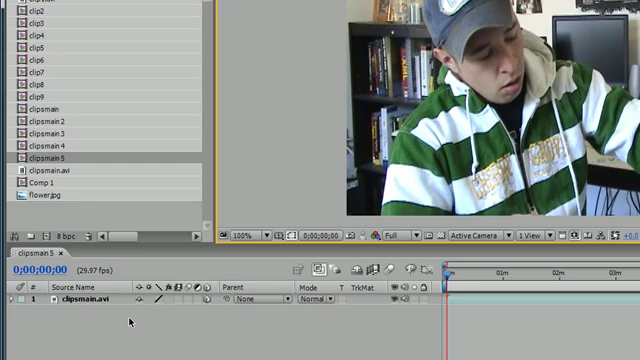 clip2
clip3
clip4
clip5
clip6
clip7
clip8
clip9
clipsmain
clipsmain 2
clipsmain 3
clipsmain 4
clipsmain 5
clipsmain.avi
Comp 1
flower.jpg
8 bpc
100%
0;00;00;00
Full
Active Camera
1 View
+0.0
clipsmain 5
0;00;00;00 (29.97 fps)
# Source Name Parent Mode T TrkMat
1 clipsmain.avi None Normal
01m 02m 03m